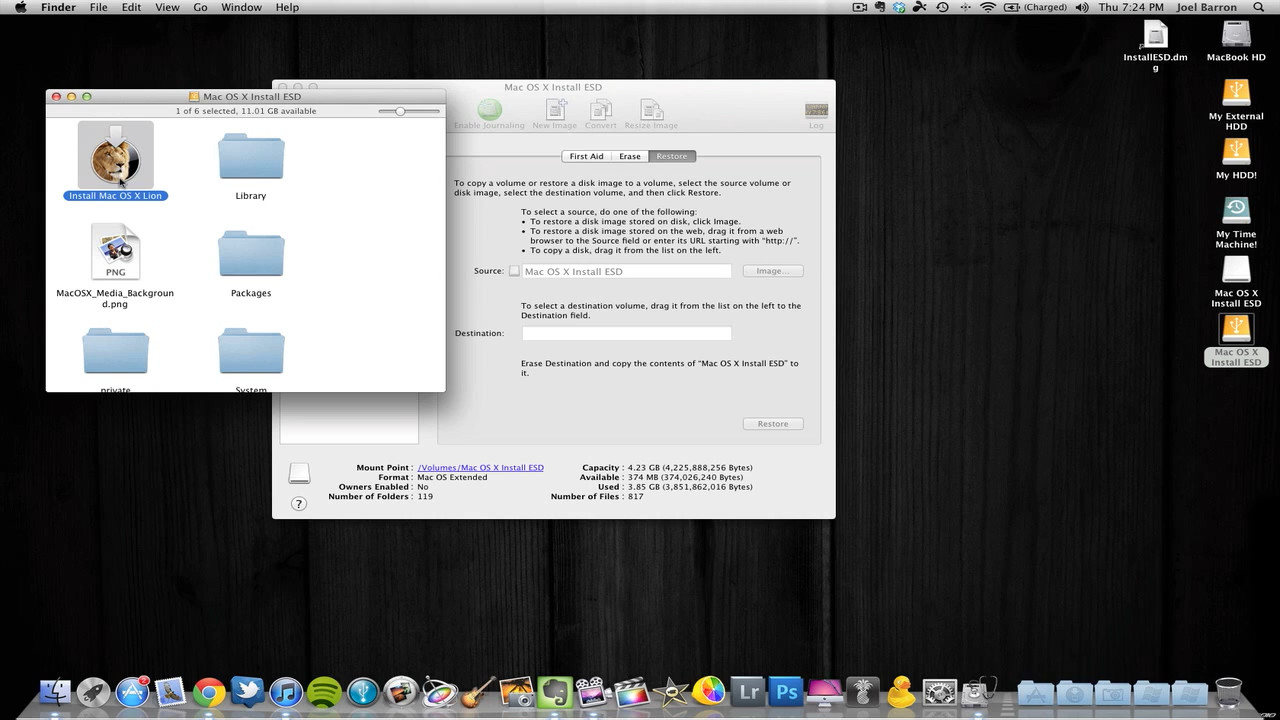 Finder File Edit View Go Window Help
(Charged) Thu 7:24 PM Joel Barron
Mac OS X Install ESD
1 of 6 selected, 11.01 GB available
Install Mac OS X Lion
Library
PNG
MacOSX_Media_Backgroun
d.png
Packages
private
System
Mac OS X Install ESD
Enable Journaling New Image Convert Resize Image Log
First Aid Erase Restore
To copy a volume or restore a disk image to a volume, select the source volume or
disk image, select the destination volume, and then click Restore.
To select a source, do one of the following:
• To restore a disk image stored on disk, click Image.
• To restore a disk image stored on the web, drag it from a web
browser to the Source field or enter its URL starting with “http://”.
• To copy a disk, drag it from the list on the left.
Source: Mac OS X Install ESD Image...
To select a destination volume, drag it from the list on the left to the
Destination field.
Destination:
Erase Destination and copy the contents of “Mac OS X Install ESD” to
it.
Restore
Mount Point : /Volumes/Mac OS X Install ESD
Format : Mac OS Extended
Owners Enabled : No
Number of Folders : 119
Capacity : 4.23 GB (4,225,888,256 Bytes)
Available : 374 MB (374,026,240 Bytes)
Used : 3.85 GB (3,851,862,016 Bytes)
Number of Files : 817
?
InstallESD.dm
g
MacBook HD
My External
HDD
My HDD!
My Time
Machine!
Mac OS X
Install ESD
Mac OS X
Install ESD
2
Lr
Ps